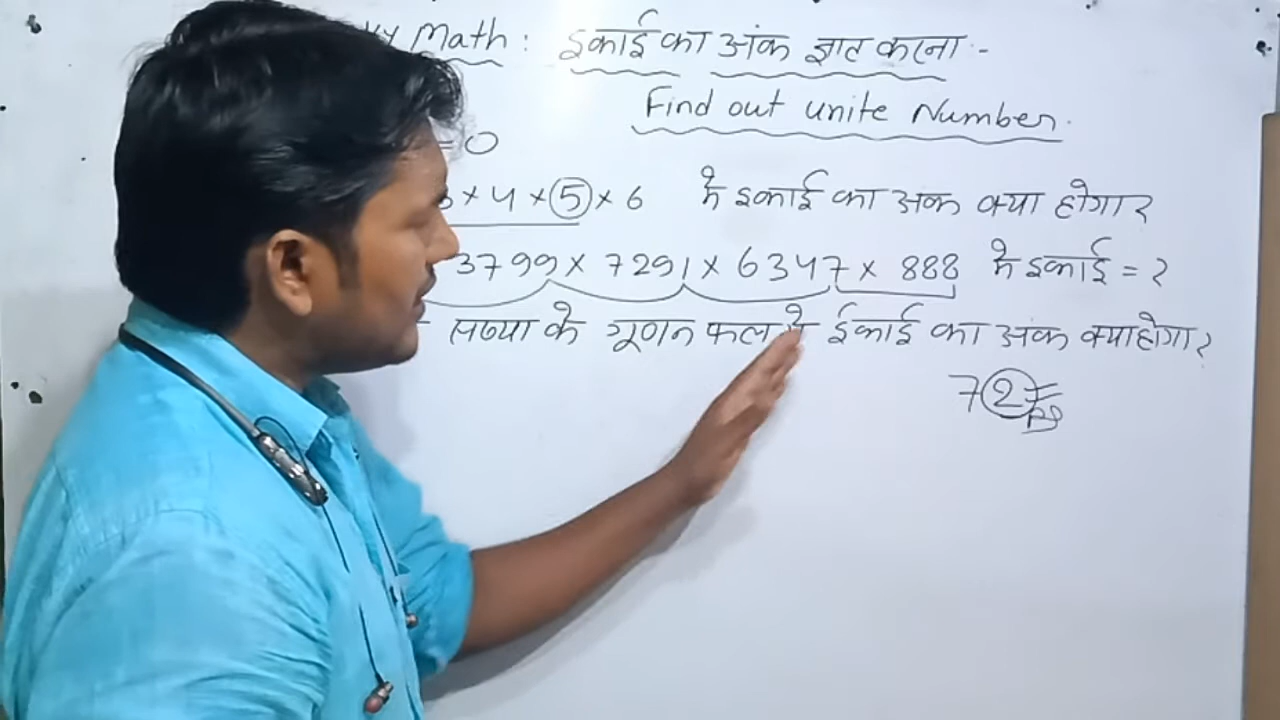 Math : इकाई का अंक ज्ञात करना :-
Find out unite Number.
= 0
× 4 × 5 × 6 में इकाई का अंक क्या होगा ?
3799 × 7291 × 6347 × 888 में इकाई = ?
संख्या के गूणन फल में ईकाई का अंक क्या होगा ?
72